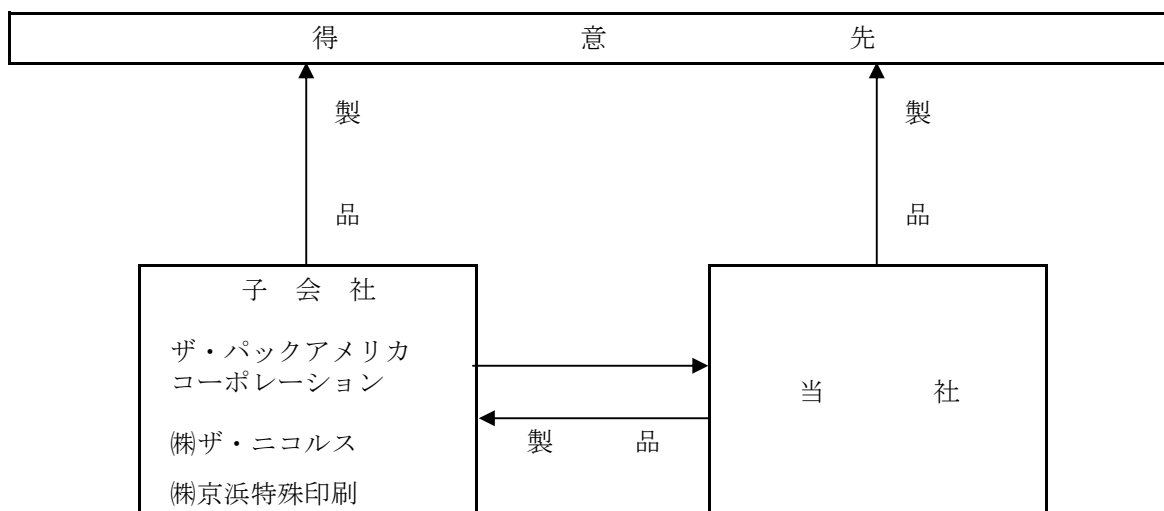 得意先
製品
製品
子会社
ザ・パックアメリカ
コーポレーション
㈱ザ・ニコルス
㈱京浜特殊印刷
製品
当社